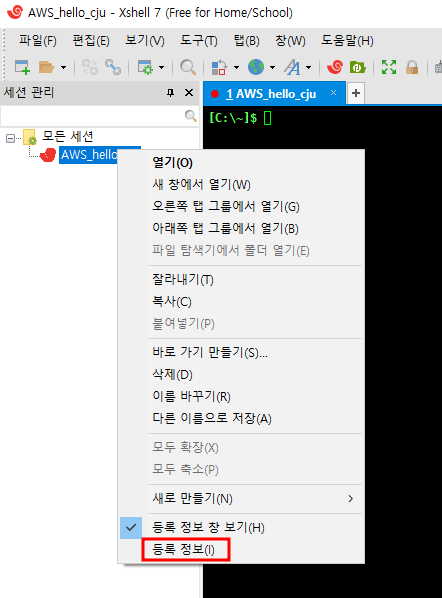 AWS_hello_cju - Xshell 7 (Free for Home/School)
파일(F) 편집(E) 보기(V) 도구(T) 탭(B) 창(W) 도움말(H)
세션 관리
1 AWS_hello_cju × +
[C:\~]$
모든 세션
AWS_hello
열기(O)
새 창에서 열기(W)
오른쪽 탭 그룹에서 열기(G)
아래쪽 탭 그룹에서 열기(B)
파일 탐색기에서 폴더 열기(E)
잘라내기(T)
복사(C)
붙여넣기(P)
바로 가기 만들기(S)...
삭제(D)
이름 바꾸기(R)
다른 이름으로 저장(A)
모두 확장(X)
모두 축소(P)
새로 만들기(N)
등록 정보 창 보기(H)
등록 정보(I)